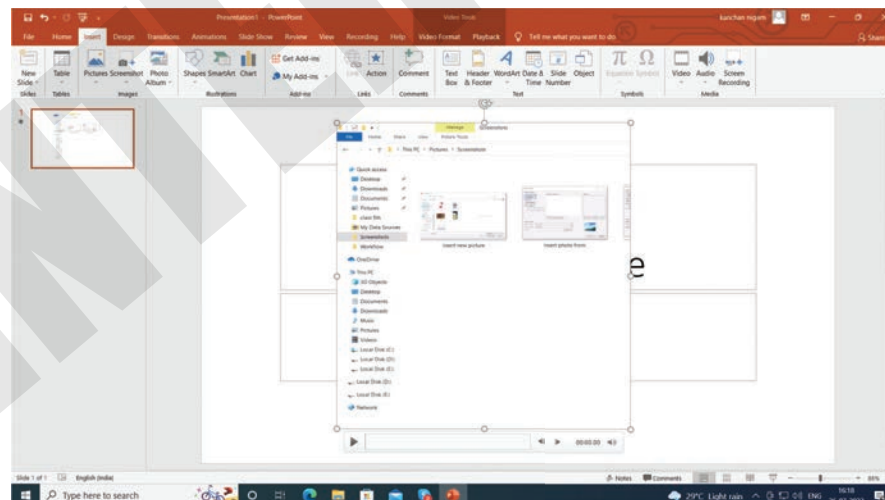 Presentation1 - PowerPoint
Video Tools
kanchan nigam
File Home Insert Design Transitions Animations Slide Show Review View Recording Help Video Format Playback Tell me what you want to do
Share
New Slide
Table
Pictures Screenshot Photo Album
Shapes SmartArt Chart
Get Add-ins
My Add-ins
Link Action
Comment
Text Box
Header & Footer
WordArt
Date & Time
Slide Number
Object
Equation Symbol
Video Audio Screen Recording
Slides Tables Images Illustrations Add-ins Links Comments Text Symbols Media
1
Manage
Screenshots
File Home Share View Picture Tools
This PC › Pictures › Screenshots
Quick access
Desktop
Downloads
Documents
Pictures
class 9th
My Data Sources
Screenshots
Workflow
OneDrive
This PC
3D Objects
Desktop
Documents
Downloads
Music
Pictures
Videos
Local Disk (C:)
Local Disk (D:)
Local Disk (E:)
Local Disk (D:)
Local Disk (E:)
Network
insert new picture
insert photo from
e
00:00.00
Slide 1 of 1
English (India)
Notes
Comments
86%
Type here to search
29°C Light rain
ENG
16:18